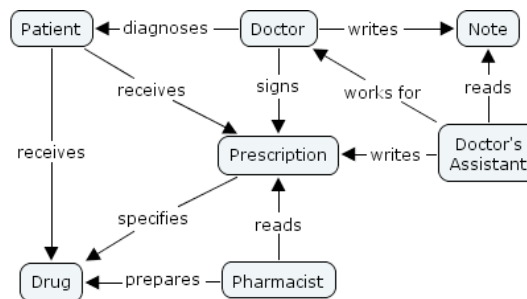 Patient
diagnoses
Doctor
writes
Note
receives
signs
works for
reads
receives
Prescription
writes
Doctor's
Assistant
specifies
reads
Drug
prepares
Pharmacist